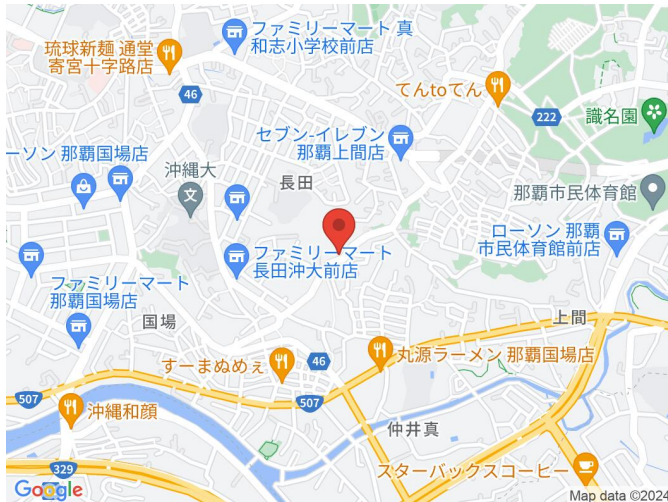 ファミリーマート 真
和志小学校前店
琉球新麺 通堂
寄宮十字路店
46
てんtoてん
222
識名園
セブン-イレブン
那覇上間店
ーソン 那覇国場店
沖縄大
長田
那覇市民体育館
ローソン 那覇
市民体育館前店
ファミリーマート
長田沖大前店
ファミリーマート
那覇国場店
国場
上間
すーまぬめぇ
46
丸源ラーメン 那覇国場店
507
507
沖縄和顔
仲井真
329
スターバックスコーヒー
Google
Map data ©2024